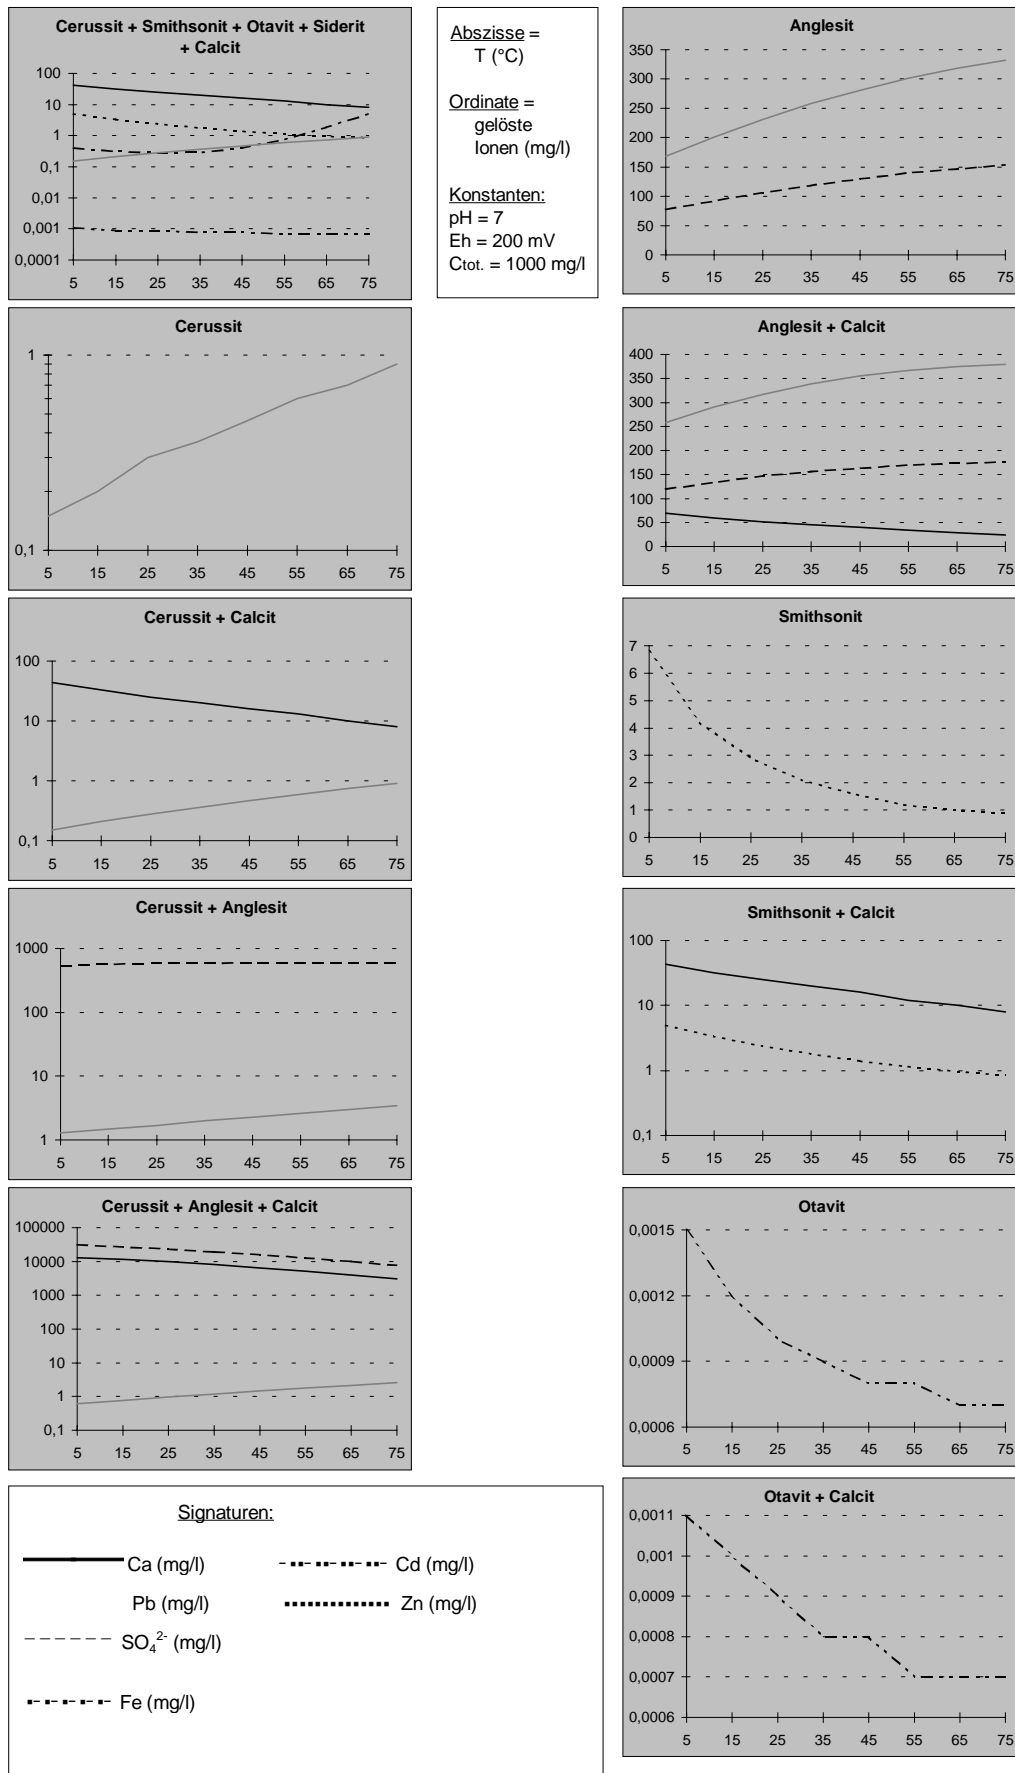 Cerussit + Smithsonit + Otavit + Siderit
+ Calcit
100
10
1
0,1
0,01
0,001
0,0001
5 15 25 35 45 55 65 75
Abszisse =
T (°C)
Ordinate =
gelöste
Ionen (mg/l)
Konstanten:
pH = 7
Eh = 200 mV
Ctot. = 1000 mg/l
Anglesit
350
300
250
200
150
100
50
0
5 15 25 35 45 55 65 75
Cerussit
1
0,1
5 15 25 35 45 55 65 75
Anglesit + Calcit
400
350
300
250
200
150
100
50
0
5 15 25 35 45 55 65 75
Cerussit + Calcit
100
10
1
0,1
5 15 25 35 45 55 65 75
Smithsonit
7
6
5
4
3
2
1
0
5 15 25 35 45 55 65 75
Cerussit + Anglesit
1000
100
10
1
5 15 25 35 45 55 65 75
Smithsonit + Calcit
100
10
1
0,1
5 15 25 35 45 55 65 75
Cerussit + Anglesit + Calcit
100000
10000
1000
100
10
1
0,1
5 15 25 35 45 55 65 75
Otavit
0,0015
0,0012
0,0009
0,0006
5 15 25 35 45 55 65 75
Signaturen:
Ca (mg/l) Cd (mg/l)
Pb (mg/l) Zn (mg/l)
SO₄²⁻ (mg/l)
Fe (mg/l)
Otavit + Calcit
0,0011
0,001
0,0009
0,0008
0,0007
0,0006
5 15 25 35 45 55 65 75